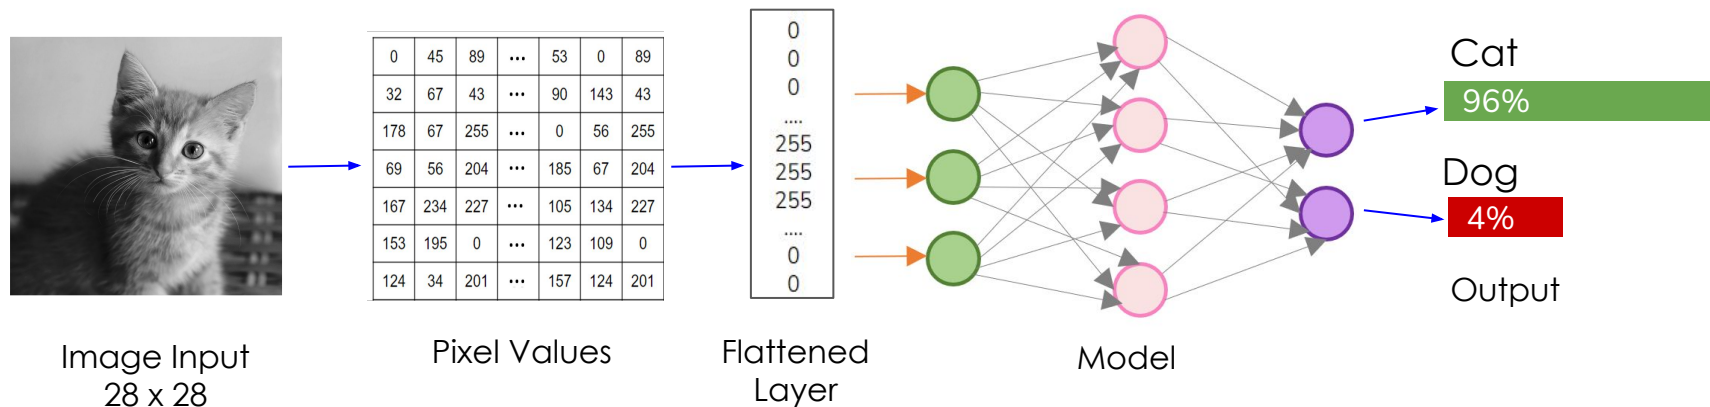 0 45 89 ... 53 0 89
32 67 43 ... 90 143 43
178 67 255 ... 0 56 255
69 56 204 ... 185 67 204
167 234 227 ... 105 134 227
153 195 0 ... 123 109 0
124 34 201 ... 157 124 201
0
0
0
....
255
255
255
....
0
0
Cat
96%
Dog
4%
Output
Image Input
28 x 28
Pixel Values
Flattened
Layer
Model